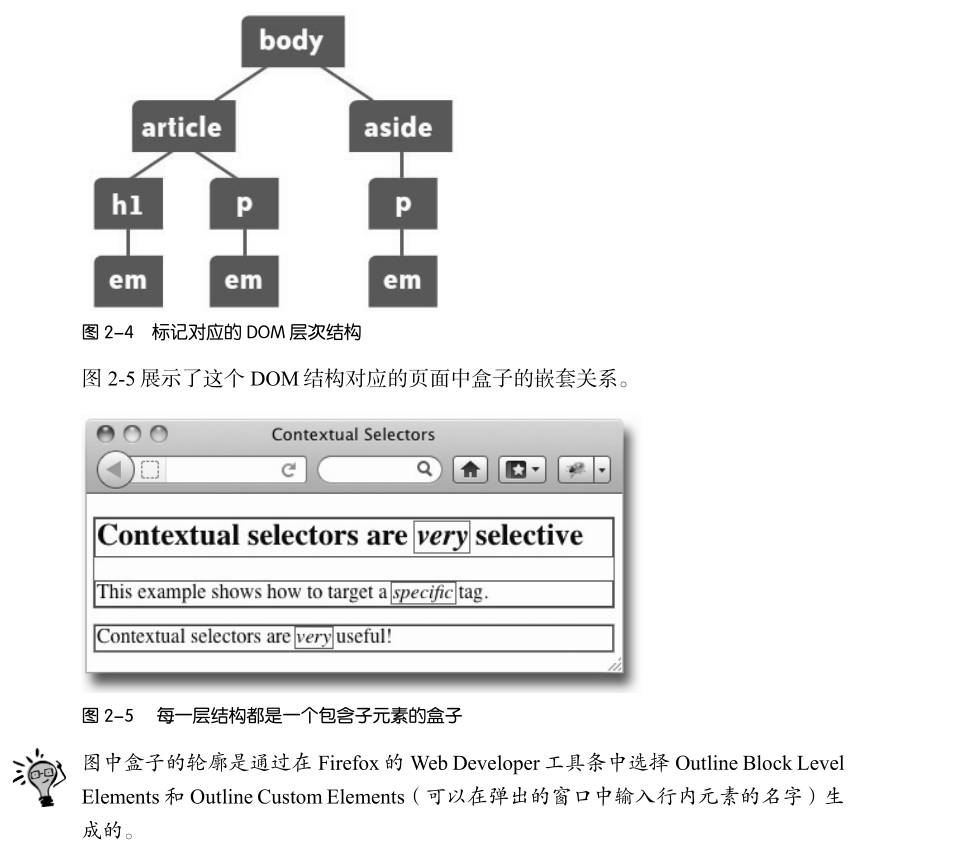 body
article aside
h1 p p
em em em
图 2-4 标记对应的 DOM 层次结构
图 2-5 展示了这个 DOM 结构对应的页面中盒子的嵌套关系。
Contextual Selectors
Contextual selectors are very selective
This example shows how to target a specific tag.
Contextual selectors are very useful!
图 2-5 每一层结构都是一个包含子元素的盒子
图中盒子的轮廓是通过在 Firefox 的 Web Developer 工具条中选择 Outline Block Level
Elements 和 Outline Custom Elements（可以在弹出的窗口中输入行内元素的名字）生
成的。